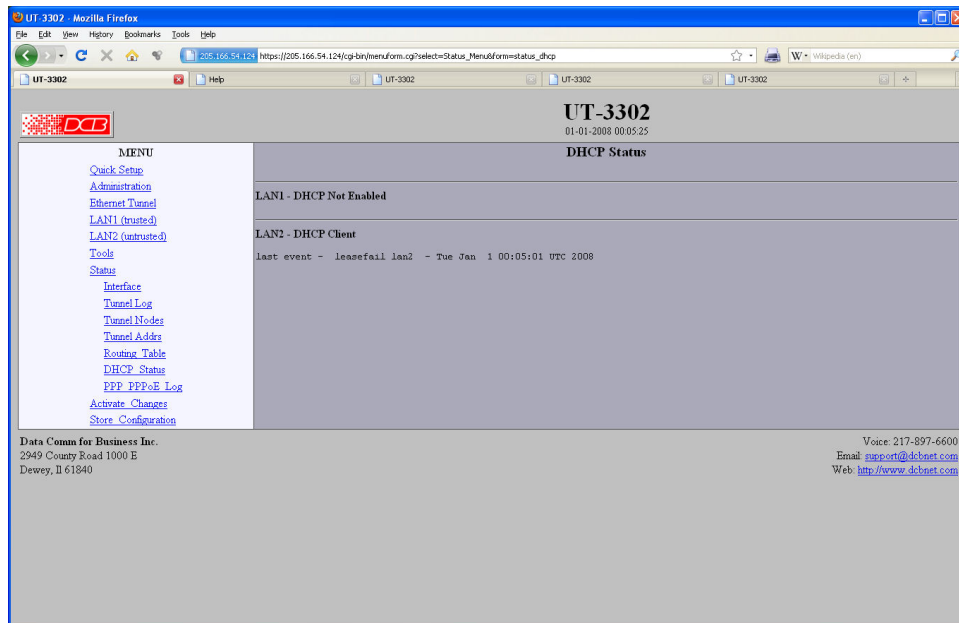 UT-3302 - Mozilla Firefox
File Edit View History Bookmarks Tools Help
205.166.54.124 https://205.166.54.124/cgi-bin/menuform.cgi?select=Status_Menu&form=status_dhcp
W Wikipedia (en)
UT-3302 Help UT-3302 UT-3302 UT-3302
DCB
UT-3302
01-01-2008 00:05:25
MENU
Quick Setup
Administration
Ethernet Tunnel
LAN1 (trusted)
LAN2 (untrusted)
Tools
Status
Interface
Tunnel Log
Tunnel Nodes
Tunnel Addrs
Routing Table
DHCP Status
PPP PPPoE Log
Activate Changes
Store Configuration
DHCP Status
LAN1 - DHCP Not Enabled
LAN2 - DHCP Client
last event - leasefail lan2 - Tue Jan 1 00:05:01 UTC 2008
Data Comm for Business Inc.
2949 County Road 1000 E
Dewey, Il 61840
Voice: 217-897-6600
Email: support@dcbnet.com
Web: http://www.dcbnet.com